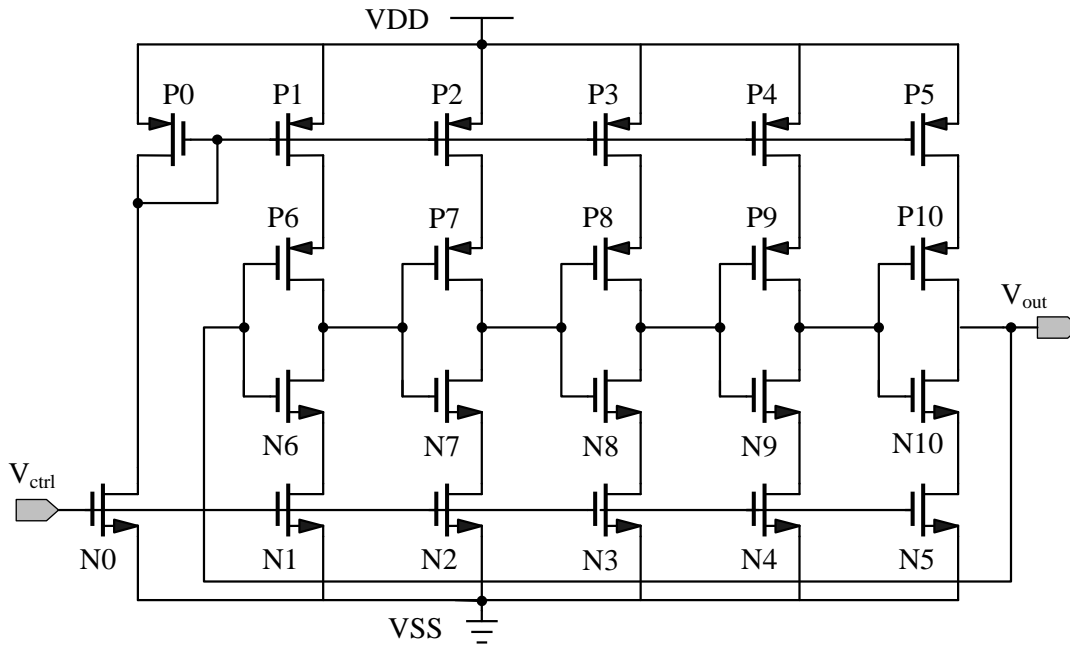 VDD
P0 P1 P2 P3 P4 P5
P6 P7 P8 P9 P10
Vout
N6 N7 N8 N9 N10
Vctrl
N0 N1 N2 N3 N4 N5
VSS